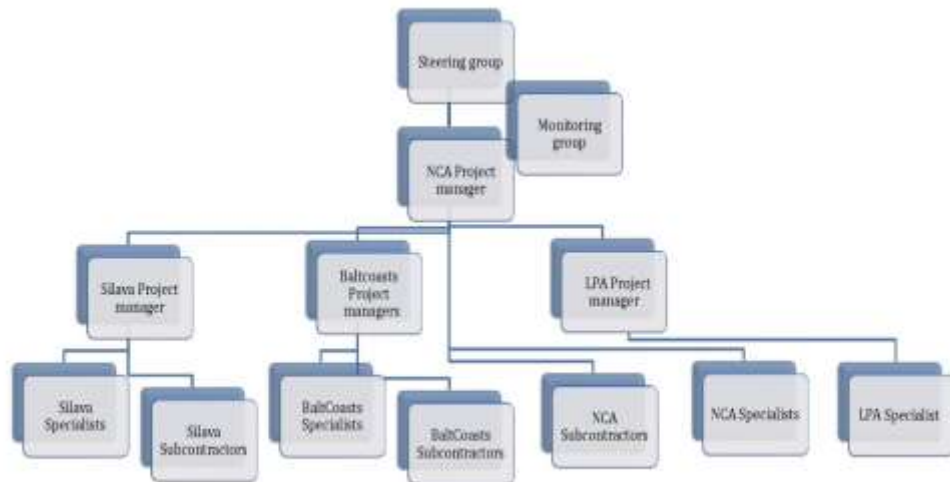 Steering group
Monitoring
group
NCA Project
manager
Silava Project
manager
Baltcoasts
Project
managers
LPA Project
manager
Silava
Specialists
Silava
Subcontractors
BaltCoasts
Specialists
BaltCoasts
Subcontractors
NCA
Subcontractors
NCA Specialists
LPA Specialist